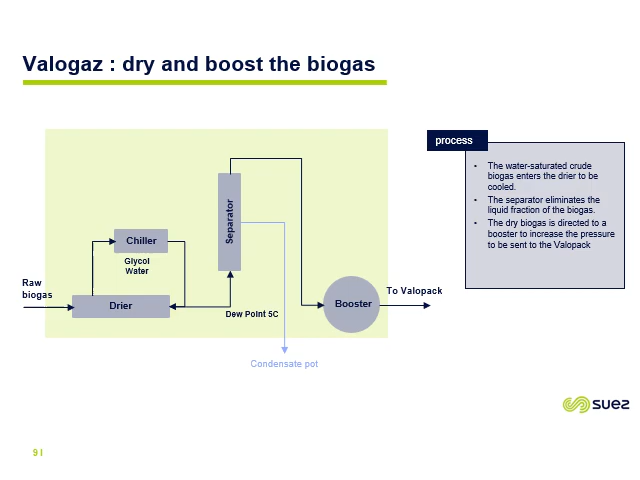 Valogaz : dry and boost the biogas
process
• The water-saturated crude
biogas enters the drier to be
cooled.
• The separator eliminates the
liquid fraction of the biogas.
• The dry biogas is directed to a
booster to increase the pressure
to be sent to the Valopack
Separator
Chiller
Glycol
Water
Raw
biogas
Drier
Dew Point 5C
Booster
To Valopack
Condensate pot
suez
9 I